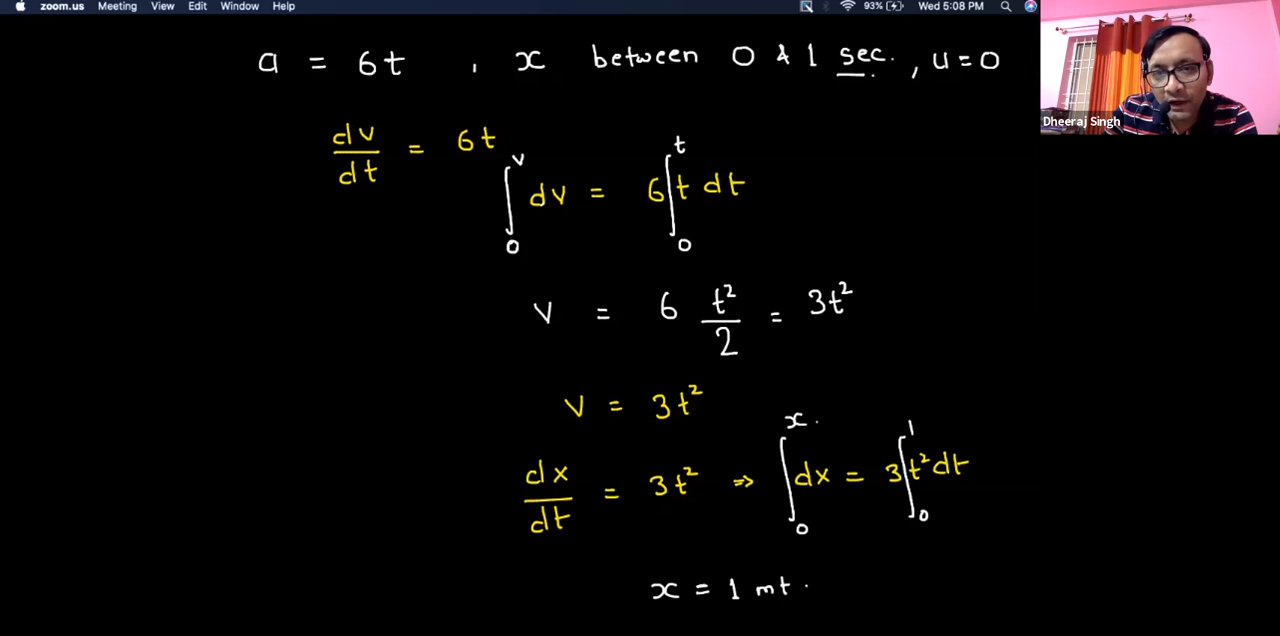 zoom.us Meeting View Edit Window Help 93% Wed 5:08 PM
a = 6t , x between 0 & 1 sec. , u = 0
Dheeraj Singh
dv/dt = 6t
∫₀ᵛ dv = 6 ∫₀ᵗ t dt
v = 6 t²/2 = 3t²
v = 3t²
dx/dt = 3t² ⇒ ∫₀ˣ dx = 3 ∫₀¹ t² dt
x = 1 mt.